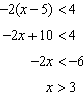 −2(x − 5) < 4
−2x + 10 < 4
−2x < −6
x > 3